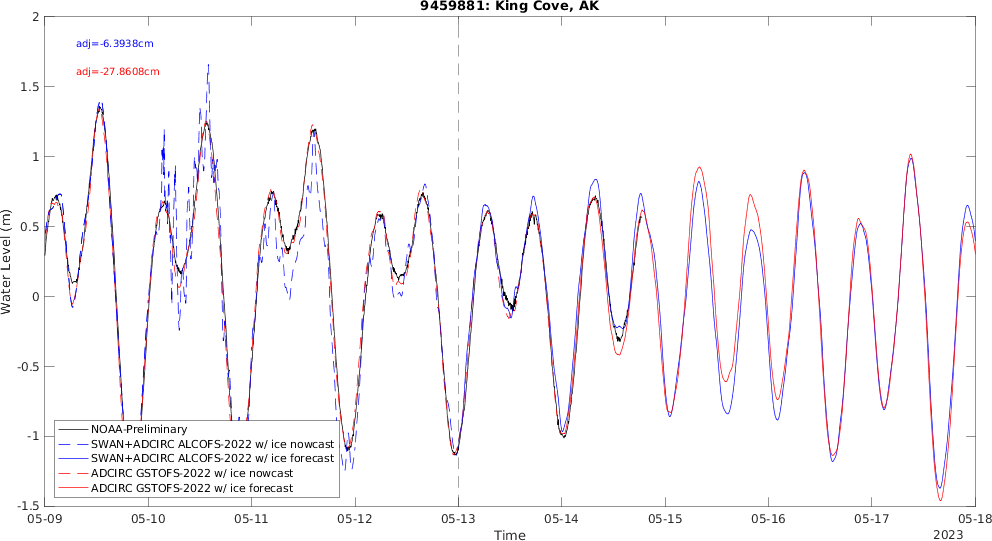 9459881: King Cove, AK
2
adj=-6.3938cm
adj=-27.8608cm
1.5
1
0.5
0
-0.5
-1
-1.5
Water Level (m)
NOAA-Preliminary
SWAN+ADCIRC ALCOFS-2022 w/ ice nowcast
SWAN+ADCIRC ALCOFS-2022 w/ ice forecast
ADCIRC GSTOFS-2022 w/ ice nowcast
ADCIRC GSTOFS-2022 w/ ice forecast
05-09 05-10 05-11 05-12 05-13 05-14 05-15 05-16 05-17 05-18
Time
2023